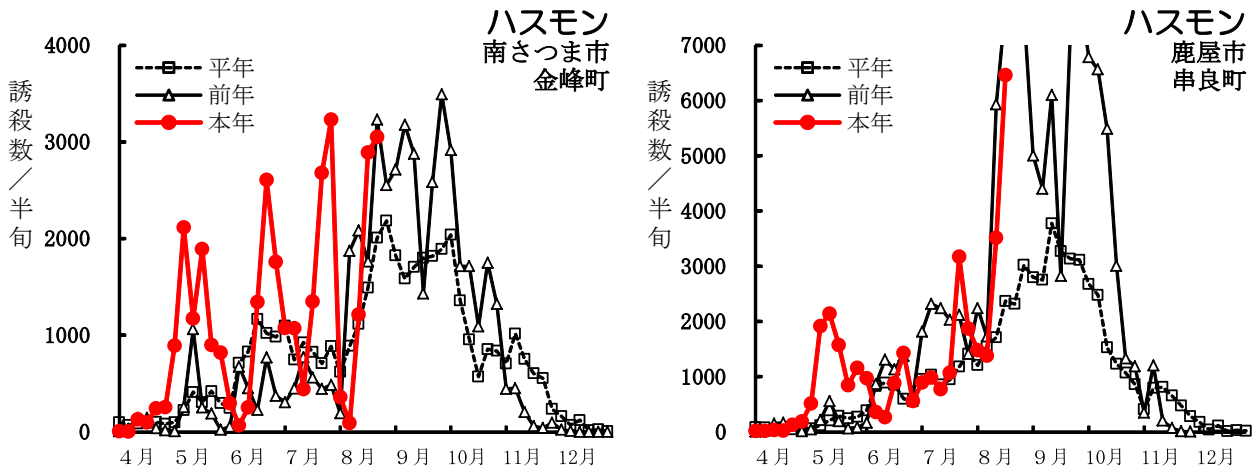 ハスモン
南さつま市
金峰町
4000
3000
2000
1000
0
誘殺数／半旬
平年
前年
本年
4月 5月 6月 7月 8月 9月 10月 11月 12月
ハスモン
鹿屋市
串良町
7000
6000
5000
4000
3000
2000
1000
0
誘殺数／半旬
平年
前年
本年
4月 5月 6月 7月 8月 9月 10月 11月 12月